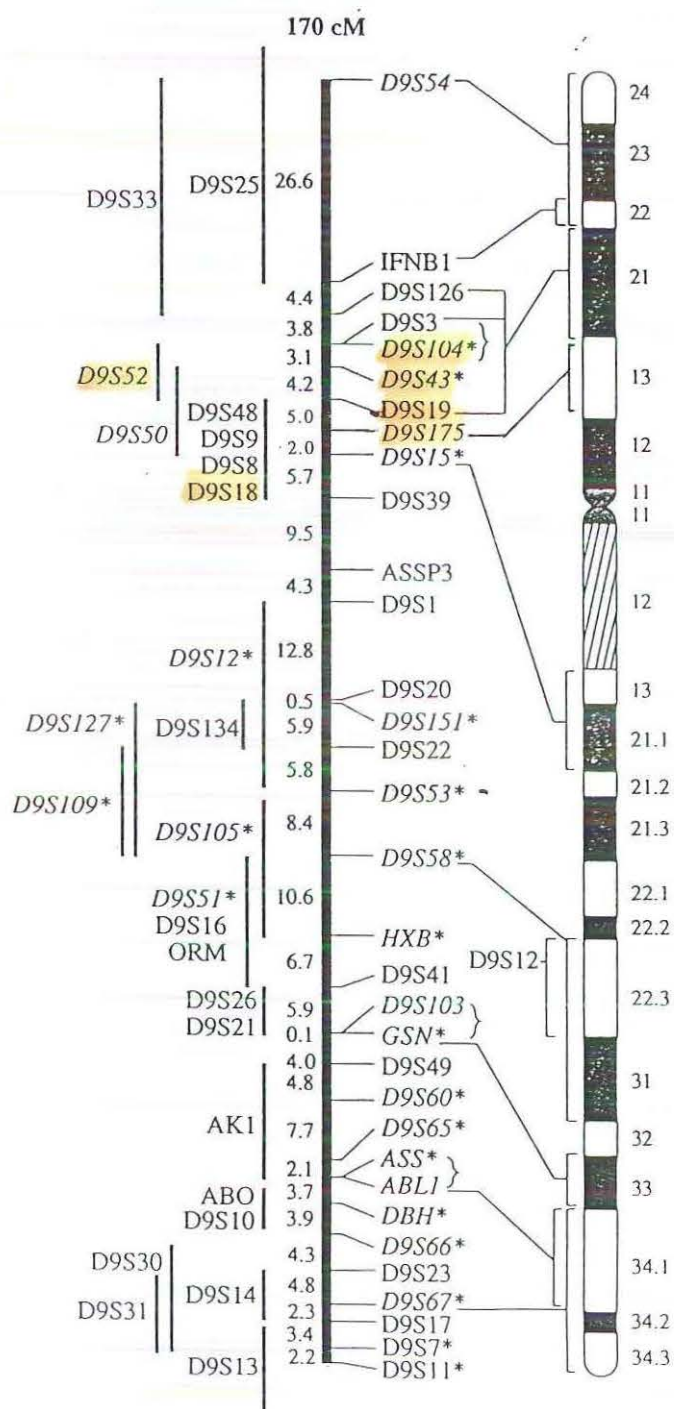 170 cM
D9S54 24
23
D9S33 D9S25 26.6
22
IFNB1
21
4.4 D9S126
3.8 D9S3
3.1 D9S104*
D9S52 4.2 D9S43* 13
D9S48 5.0 D9S19
D9S50 D9S9 2.0 D9S175 12
D9S8 5.7 D9S15*
D9S18 D9S39 11
11
9.5
ASSP3
4.3 12
D9S1
D9S12* 12.8
D9S20 13
0.5
D9S127* D9S134 5.9 D9S151* 21.1
D9S22
5.8 21.2
D9S109* D9S53*
D9S105* 8.4 21.3
D9S58*
22.1
D9S51* 10.6
D9S16 22.2
ORM HXB* D9S12
6.7 D9S41 22.3
D9S26 5.9 D9S103
D9S21 0.1 GSN*
4.0 D9S49
4.8 31
D9S60*
AK1 7.7 D9S65* 32
2.1 ASS*
ABO 3.7 ABL1 33
D9S10 3.9 DBH*
D9S30 4.3 D9S66*
D9S23 34.1
D9S31 D9S14 4.8
2.3 D9S67*
3.4 D9S17 34.2
D9S13 2.2 D9S7*
D9S11* 34.3